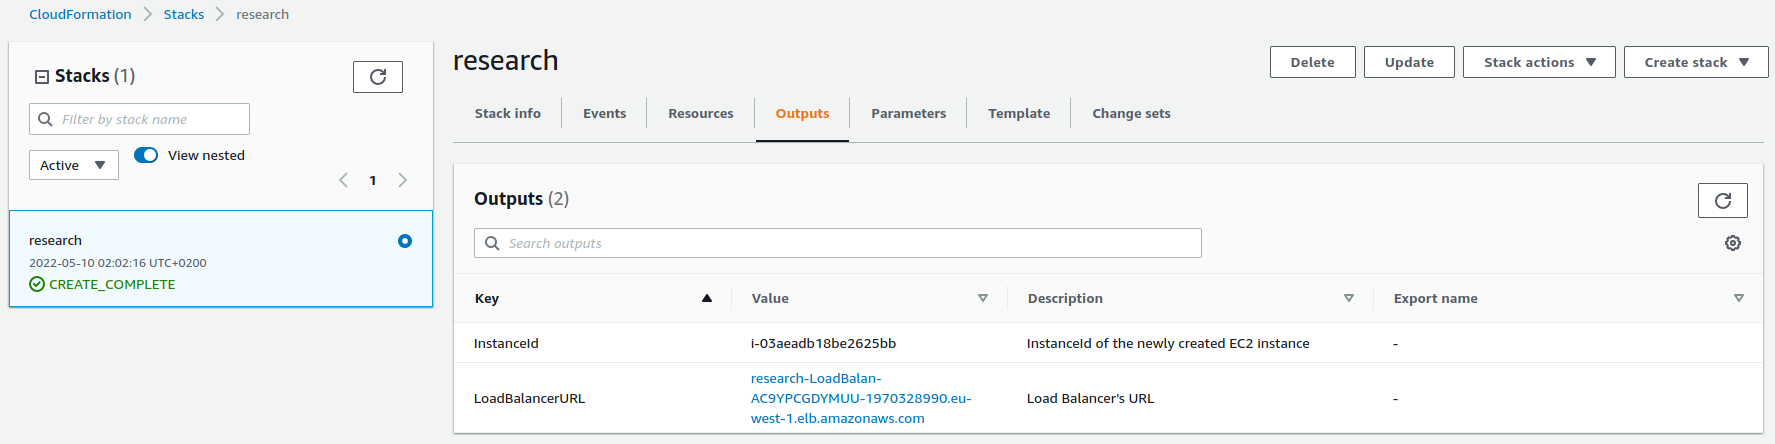 CloudFormation > Stacks > research
Stacks (1)
Filter by stack name
Active
View nested
1
research
2022-05-10 02:02:16 UTC+0200
CREATE_COMPLETE
research
Delete
Update
Stack actions
Create stack
Stack info
Events
Resources
Outputs
Parameters
Template
Change sets
Outputs (2)
Search outputs
Key
Value
Description
Export name
InstanceId
i-03aeadb18be2625bb
InstanceId of the newly created EC2 instance
-
LoadBalancerURL
research-LoadBalan-
AC9YPCGDYMUU-1970328990.eu-
west-1.elb.amazonaws.com
Load Balancer's URL
-